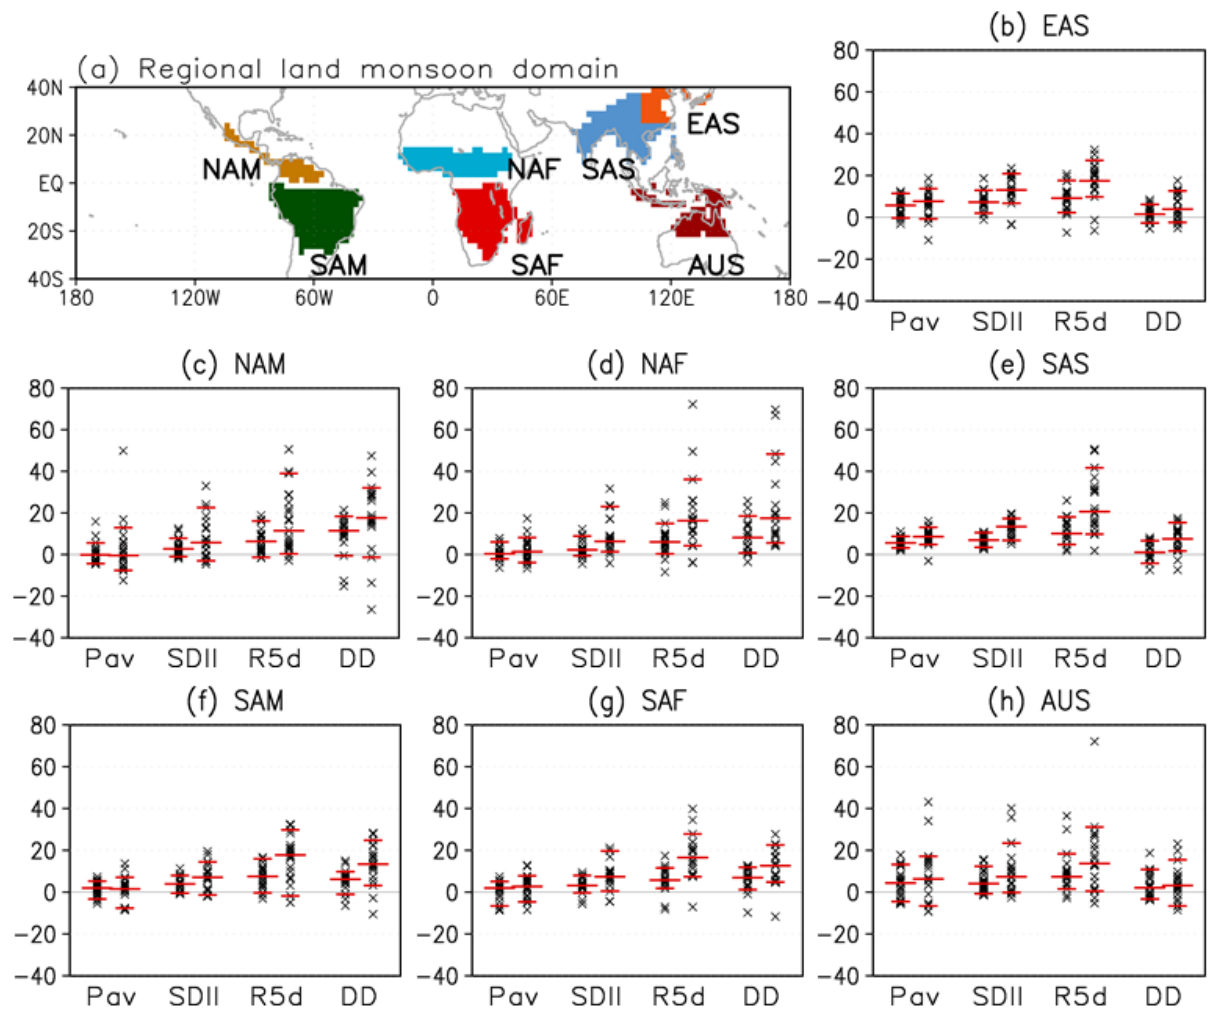 (b) EAS
(a) Regional land monsoon domain
40N
20N
EQ
20S
40S
NAM
NAF
SAS
EAS
SAM
SAF
AUS
180
120W
60W
0
60E
120E
180
80
60
40
20
0
−20
−40
Pav SDII R5d DD
(c) NAM
80
60
40
20
0
−20
−40
Pav SDII R5d DD
(d) NAF
80
60
40
20
0
−20
−40
Pav SDII R5d DD
(e) SAS
80
60
40
20
0
−20
−40
Pav SDII R5d DD
(f) SAM
80
60
40
20
0
−20
−40
Pav SDII R5d DD
(g) SAF
80
60
40
20
0
−20
−40
Pav SDII R5d DD
(h) AUS
80
60
40
20
0
−20
−40
Pav SDII R5d DD